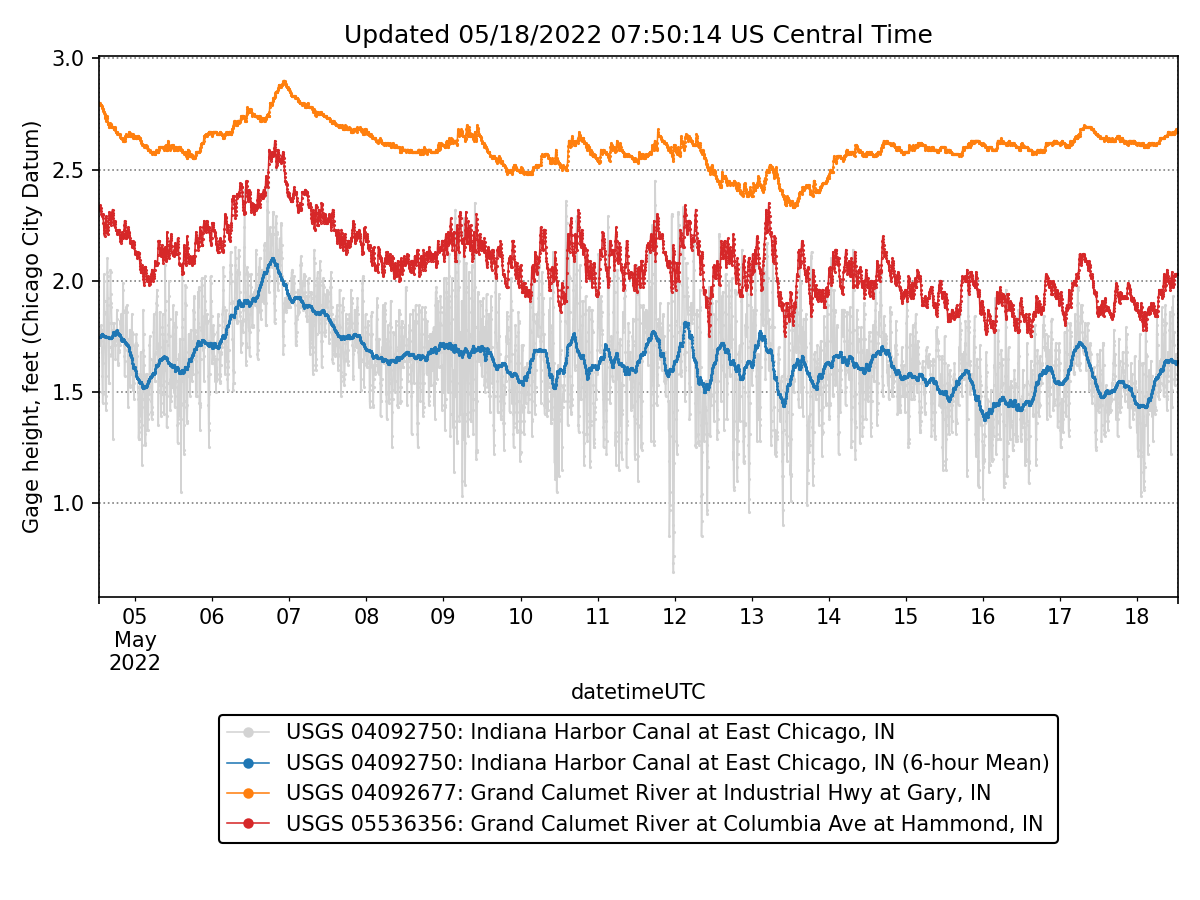 Updated 05/18/2022 07:50:14 US Central Time
Gage height, feet (Chicago City Datum)
3.0
2.5
2.0
1.5
1.0
05 06 07 08 09 10 11 12 13 14 15 16 17 18
May
2022
datetimeUTC
USGS 04092750: Indiana Harbor Canal at East Chicago, IN
USGS 04092750: Indiana Harbor Canal at East Chicago, IN (6-hour Mean)
USGS 04092677: Grand Calumet River at Industrial Hwy at Gary, IN
USGS 05536356: Grand Calumet River at Columbia Ave at Hammond, IN